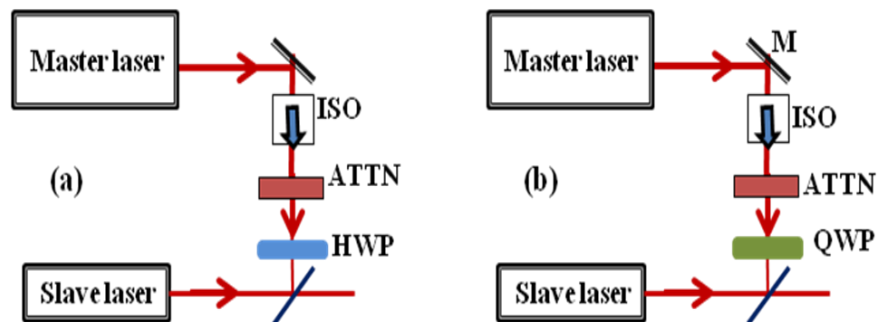 Master laser
ISO
(a)
ATTN
HWP
Slave laser
Master laser
M
ISO
(b)
ATTN
QWP
Slave laser